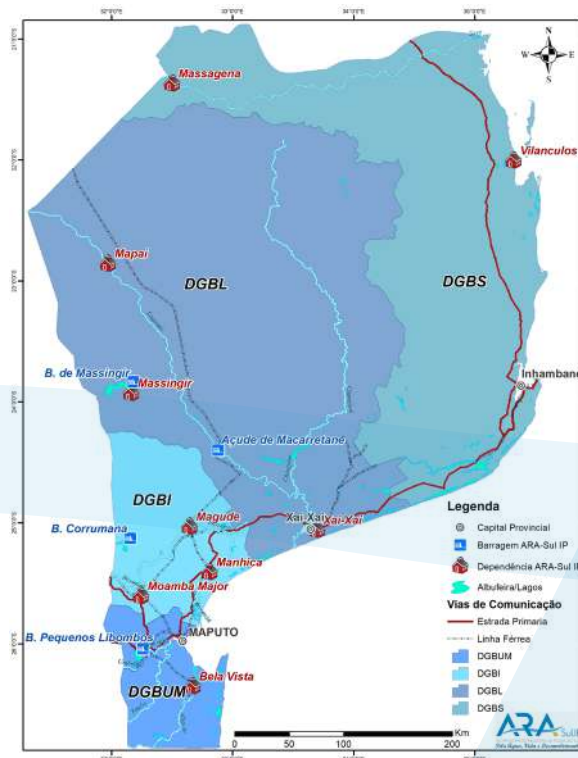 N
W E
S
Massagena
Vilanculos
Mapai
DGBL
DGBS
B. de Massingir
Massingir
Inhambane
Açude de Macarretane
DGBI
Legenda
Capital Provincial
Barragem ARA-Sul IP
Dependência ARA-Sul IP
Albufeira/Lagos
Vias de Comunicação
Estrada Primaria
Linha Férrea
DGBUM
DGBI
DGBL
DGBS
Magude
Xai-Xai
Xai-Xai
B. Corrumana
Manhica
Moamba Major
B. Pequenos Libombos
MAPUTO
Bela Vista
DGBUM
Km
0 50 100 200
ARA